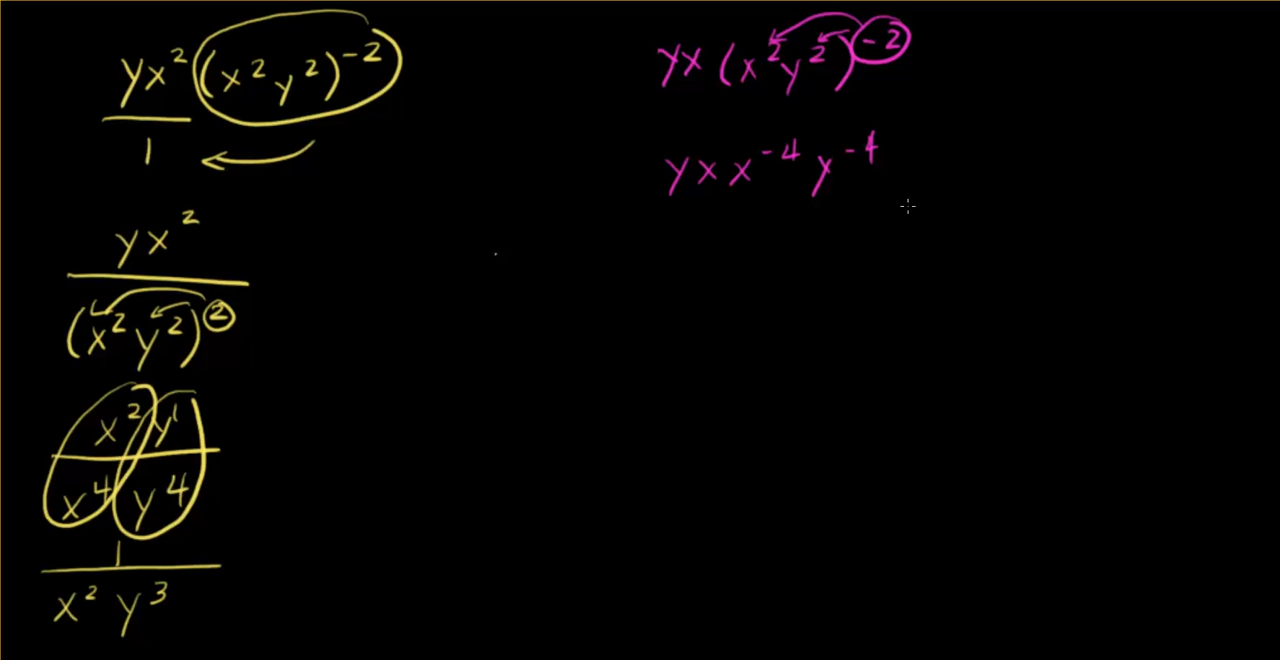 yx²(x²y²)⁻²
1
yx²
(x²y²)²
x²y¹
x⁴y⁴
1
x²y³
yx(x²y²)⁻²
yxx⁻⁴y⁻⁴